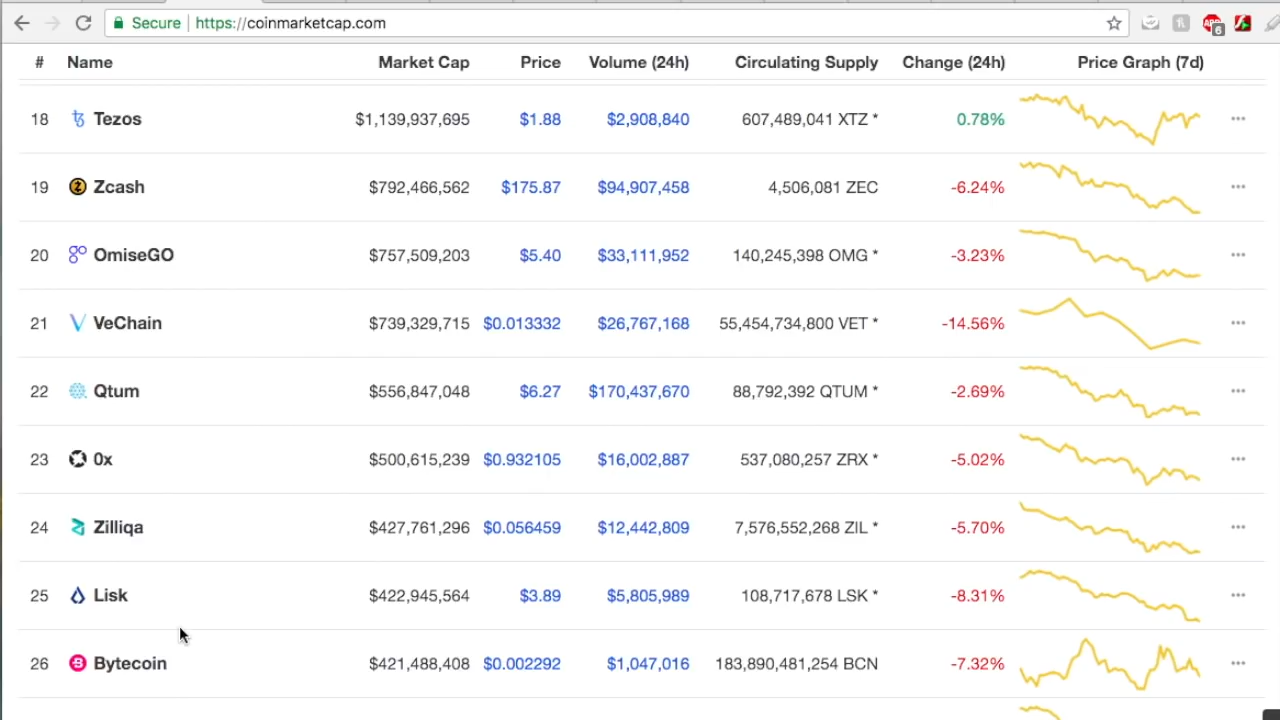 Secure | https://coinmarketcap.com
6
# Name Market Cap Price Volume (24h) Circulating Supply Change (24h) Price Graph (7d)
18 Tezos $1,139,937,695 $1.88 $2,908,840 607,489,041 XTZ * 0.78%
19 Zcash $792,466,562 $175.87 $94,907,458 4,506,081 ZEC -6.24%
20 OmiseGO $757,509,203 $5.40 $33,111,952 140,245,398 OMG * -3.23%
21 VeChain $739,329,715 $0.013332 $26,767,168 55,454,734,800 VET * -14.56%
22 Qtum $556,847,048 $6.27 $170,437,670 88,792,392 QTUM * -2.69%
23 0x $500,615,239 $0.932105 $16,002,887 537,080,257 ZRX * -5.02%
24 Zilliqa $427,761,296 $0.056459 $12,442,809 7,576,552,268 ZIL * -5.70%
25 Lisk $422,945,564 $3.89 $5,805,989 108,717,678 LSK * -8.31%
26 Bytecoin $421,488,408 $0.002292 $1,047,016 183,890,481,254 BCN -7.32%